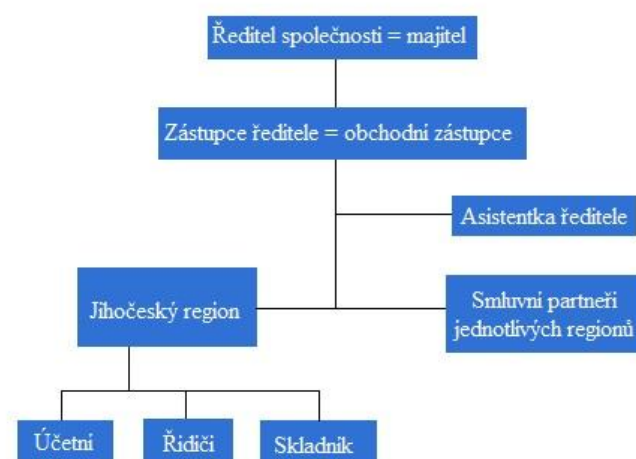 Ředitel společnosti = majitel
Zástupce ředitele = obchodní zástupce
Asistentka ředitele
Jihočeský region
Smluvní partneři
jednotlivých regionů
Účetní
Řidiči
Skladník